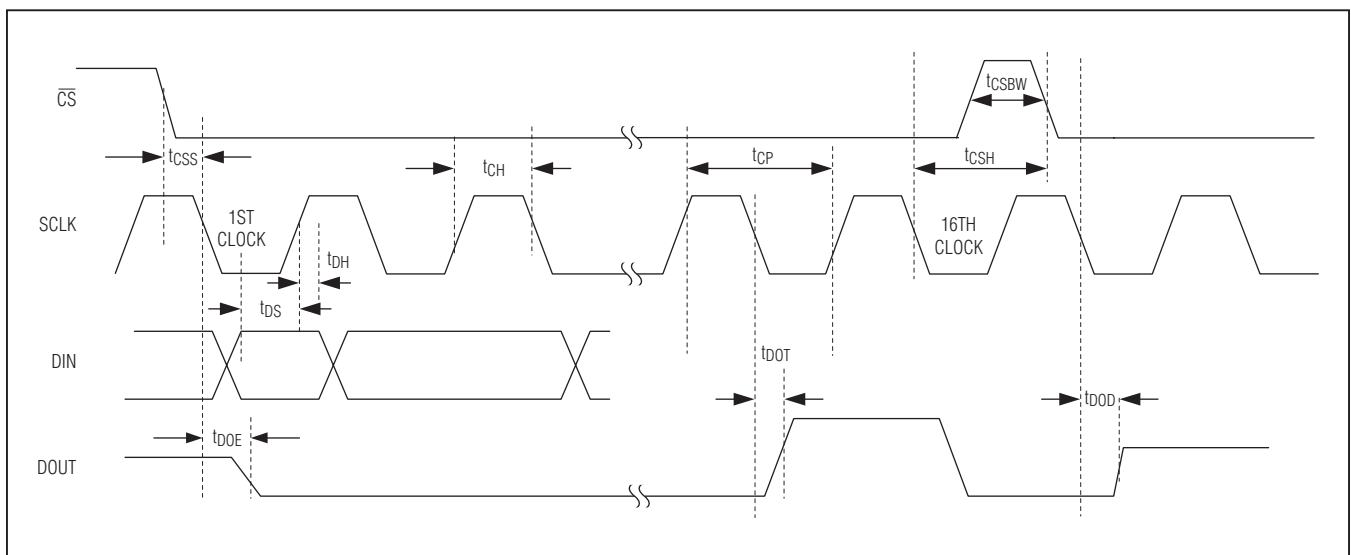 CS
tCSBW
tCSS
tCH
tCP
tCSH
SCLK
1ST
CLOCK
16TH
CLOCK
tDH
tDS
DIN
tDOT
tDOD
tDOE
DOUT